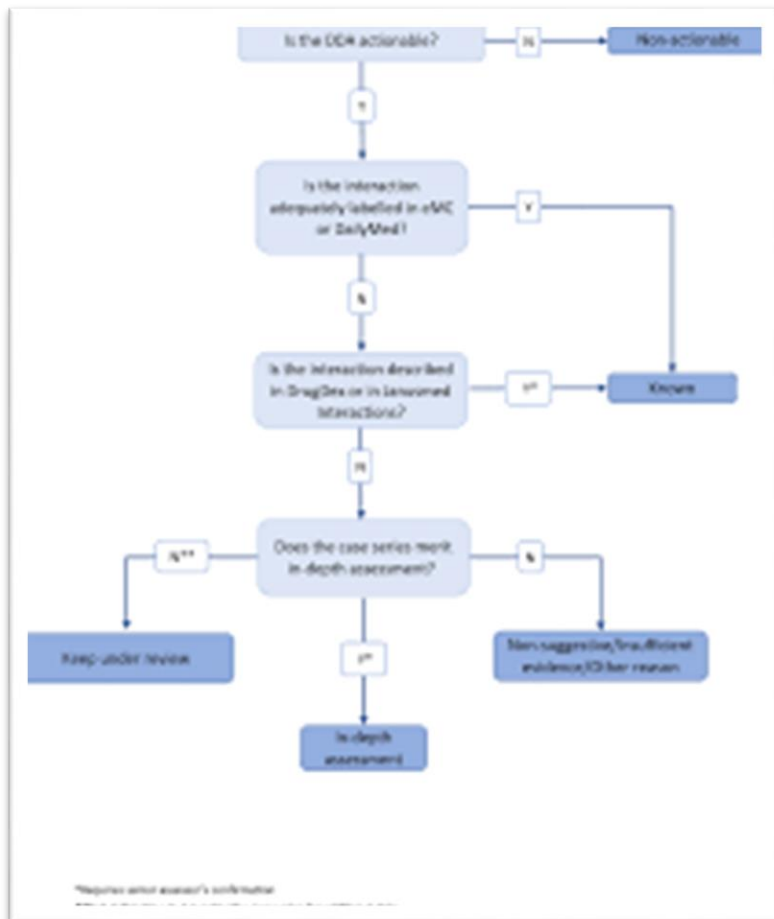 Is the DDA actionable?
N
Non-actionable
Y
Is the interaction
adequately labelled in eMC
or DailyMed?
Y
N
Is the interaction described
in DrugDex or in
Interactions?
Y*
Known
N
Does the case series merit
in-depth assessment?
N**
N
Keep under review
Y*
Non-suggestive/Insufficient
evidence/Other reason
In-depth
assessment
*Requires senior assessor's confirmation